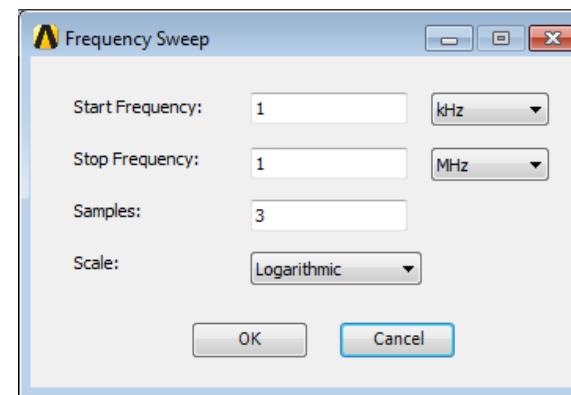 Frequency Sweep
Start Frequency: 1 kHz
Stop Frequency: 1 MHz
Samples: 3
Scale: Logarithmic
OK Cancel